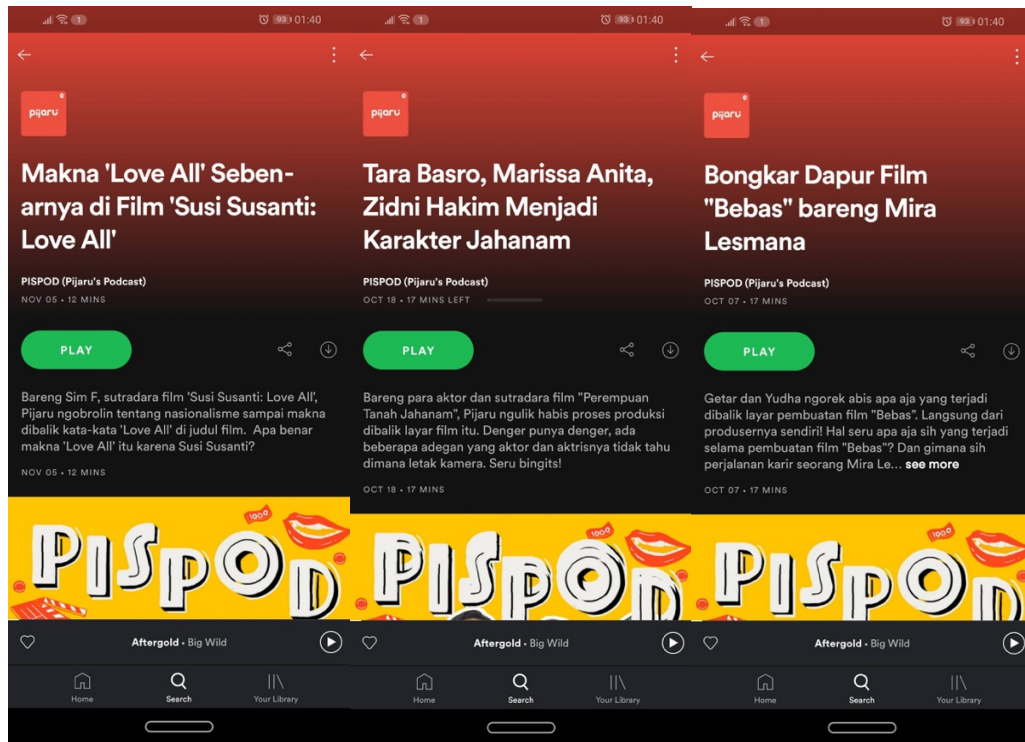 1 93 01:40
pijaru
Makna 'Love All' Seben-
arnya di Film 'Susi Susanti:
Love All'
PISPOD (Pijaru's Podcast)
NOV 05 • 12 MINS
PLAY
Bareng Sim F, sutradara film 'Susi Susanti: Love All',
Pijaru ngobrolin tentang nasionalisme sampai makna
dibalik kata-kata 'Love All' di judul film. Apa benar
makna 'Love All' itu karena Susi Susanti?
NOV 05 • 12 MINS
1000
PISPOD
Aftergold • Big Wild
Home Search Your Library
1 93 01:40
pijaru
Tara Basro, Marissa Anita,
Zidni Hakim Menjadi
Karakter Jahanam
PISPOD (Pijaru's Podcast)
OCT 18 • 17 MINS LEFT
PLAY
Bareng para aktor dan sutradara film "Perempuan
Tanah Jahanam", Pijaru ngulik habis proses produksi
dibalik layar film itu. Denger punya denger, ada
beberapa adegan yang aktor dan aktrisnya tidak tahu
dimana letak kamera. Seru bingits!
OCT 18 • 17 MINS
1000
PISPOD
Aftergold • Big Wild
Home Search Your Library
1 93 01:40
pijaru
Bongkar Dapur Film
"Bebas" bareng Mira
Lesmana
PISPOD (Pijaru's Podcast)
OCT 07 • 17 MINS
PLAY
Getar dan Yudha ngorek abis apa aja yang terjadi
dibalik layar pembuatan film "Bebas". Langsung dari
produsernya sendiri! Hal seru apa aja sih yang terjadi
selama pembuatan film "Bebas"? Dan gimana sih
perjalanan karir seorang Mira Le... see more
OCT 07 • 17 MINS
1000
PISPOD
Aftergold • Big Wild
Home Search Your Library